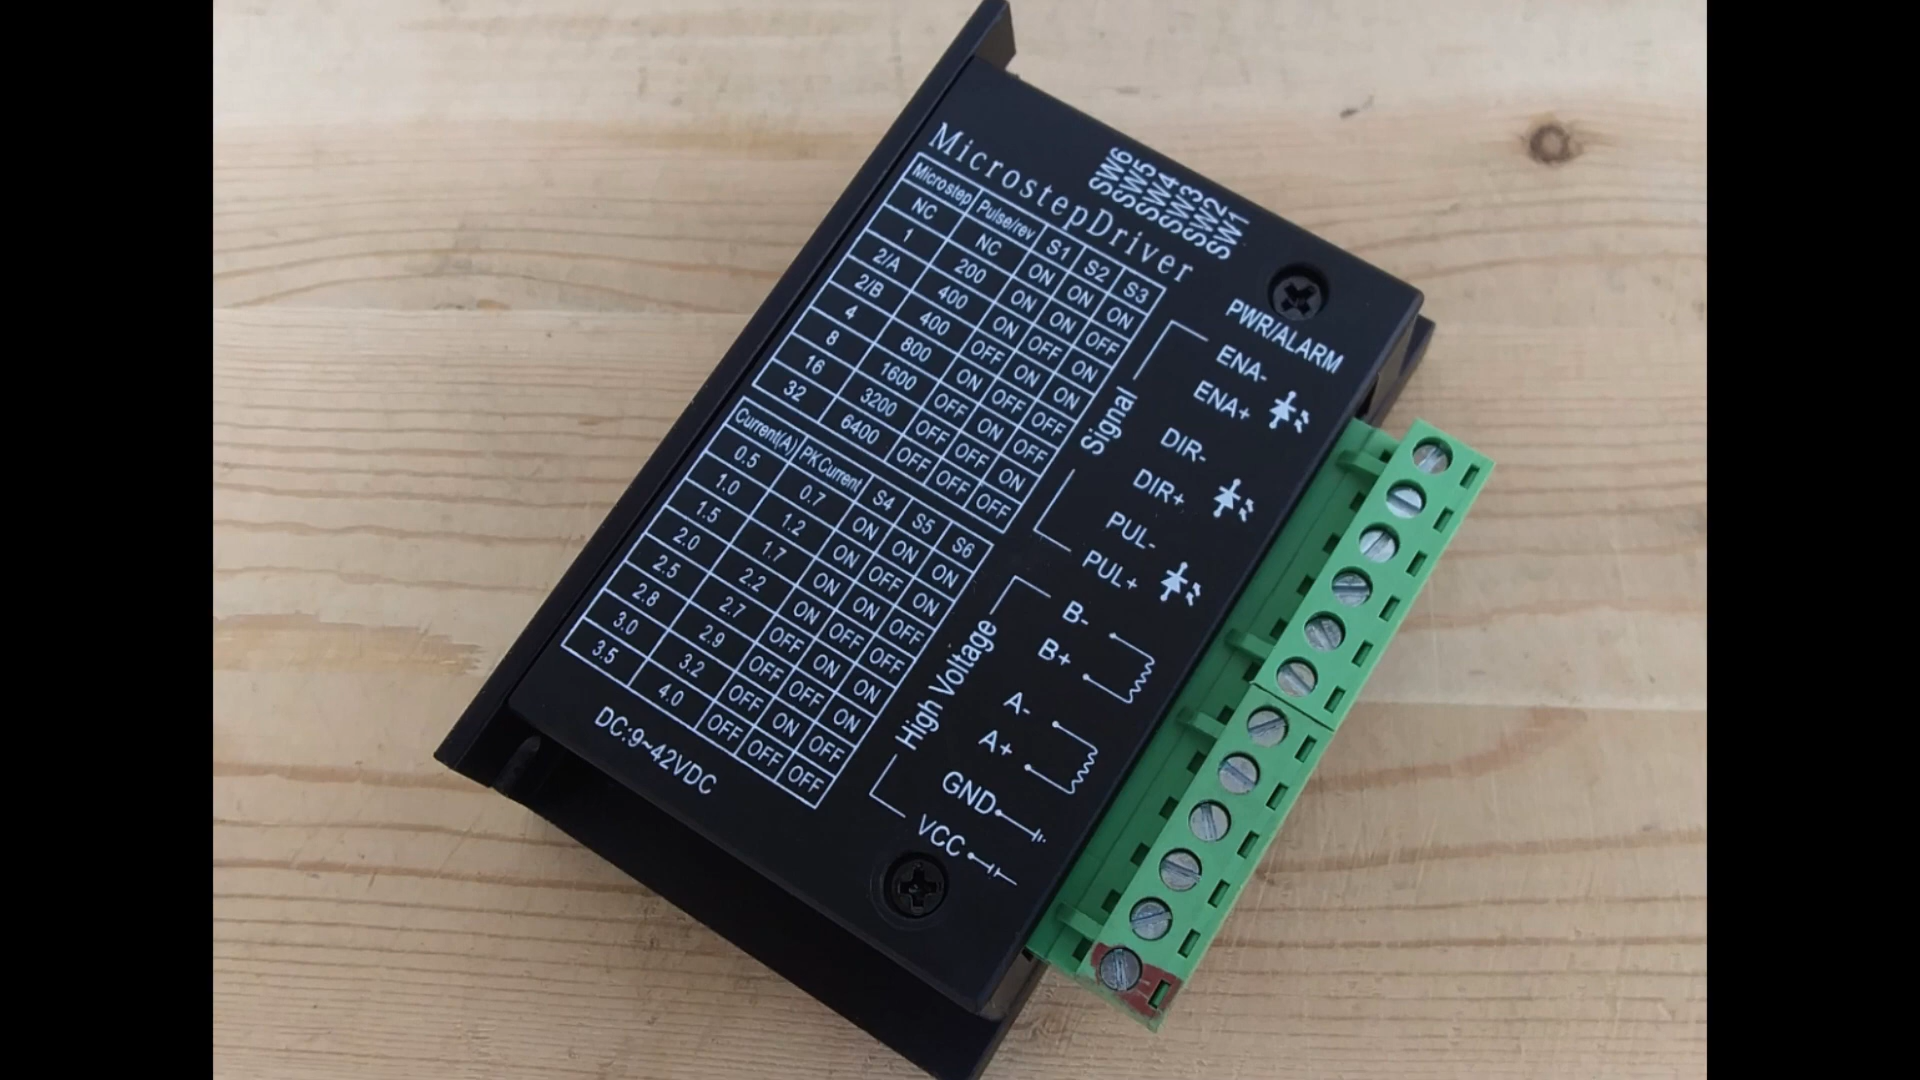 SW6
SW5
SW4
SW3
SW2
SW1
MicrostepDriver
Microstep Pulse/rev S1 S2 S3
NC NC ON ON ON
1 200 ON ON OFF
2/A 400 ON OFF ON
2/B 400 OFF ON ON
4 800 ON OFF OFF
8 1600 OFF ON OFF
16 3200 OFF OFF ON
32 6400 OFF OFF OFF
Current(A) PK Current S4 S5 S6
0.5 0.7 ON ON ON
1.0 1.2 ON OFF ON
1.5 1.7 ON ON OFF
2.0 2.2 ON OFF OFF
2.5 2.7 OFF ON ON
2.8 2.9 OFF OFF ON
3.0 3.2 OFF ON OFF
3.5 4.0 OFF OFF OFF
DC:9~42VDC
PWR/ALARM
Signal
ENA-
ENA+
DIR-
DIR+
PUL-
PUL+
High Voltage
B-
B+
A-
A+
GND
VCC